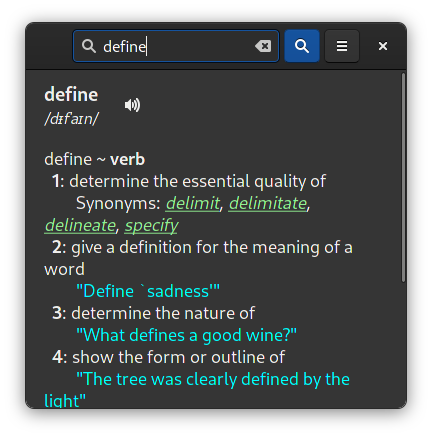 define
define
/dɪfaɪn/
define ~ verb
1: determine the essential quality of
Synonyms: delimit, delimitate,
delineate, specify
2: give a definition for the meaning of a
word
"Define `sadness'"
3: determine the nature of
"What defines a good wine?"
4: show the form or outline of
"The tree was clearly defined by the
light"